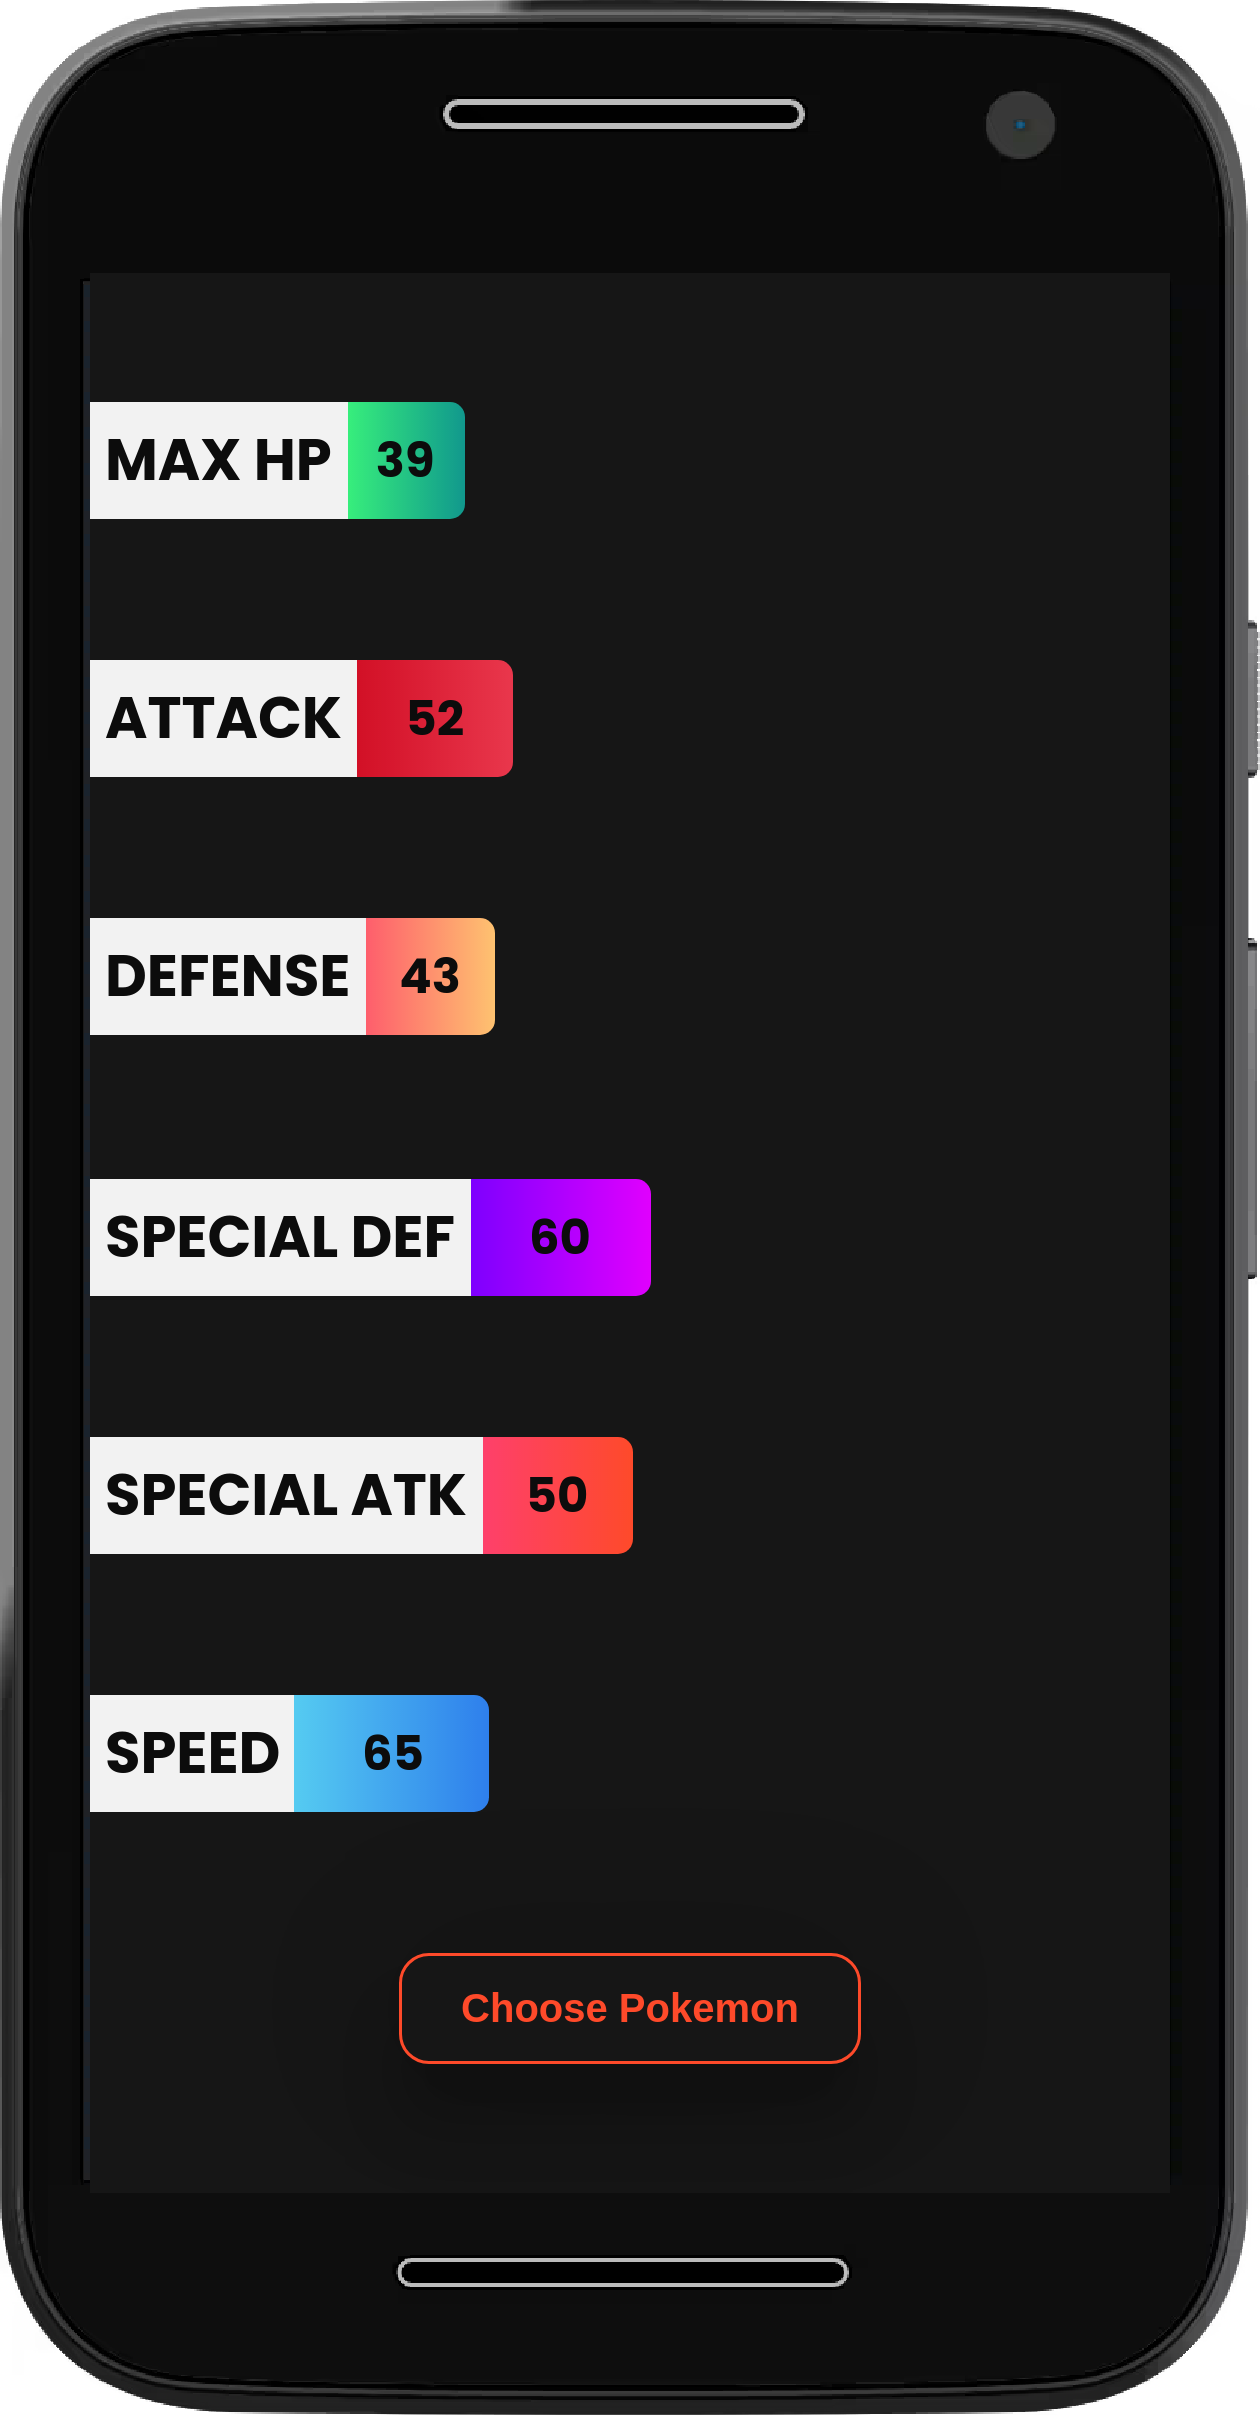 MAX HP 39
ATTACK 52
DEFENSE 43
SPECIAL DEF 60
SPECIAL ATK 50
SPEED 65
Choose Pokemon